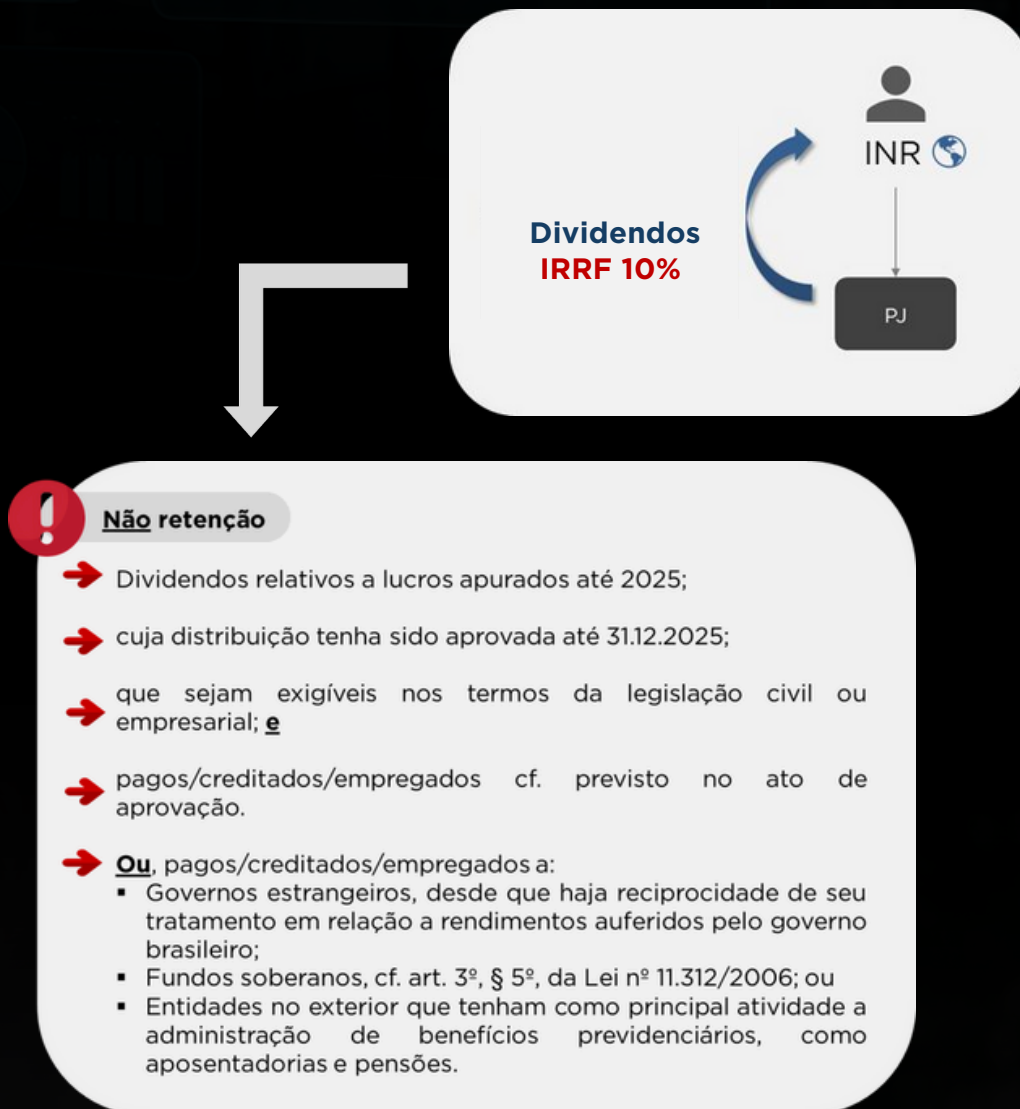 INR
Dividendos
IRRF 10%
PJ
Não retenção
Dividendos relativos a lucros apurados até 2025;
cuja distribuição tenha sido aprovada até 31.12.2025;
que sejam exigíveis nos termos da legislação civil ou
empresarial; e
pagos/creditados/empregados cf. previsto no ato de
aprovação.
Ou, pagos/creditados/empregados a:
▪ Governos estrangeiros, desde que haja reciprocidade de seu
tratamento em relação a rendimentos auferidos pelo governo
brasileiro;
▪ Fundos soberanos, cf. art. 3º, § 5º, da Lei nº 11.312/2006; ou
▪ Entidades no exterior que tenham como principal atividade a
administração de benefícios previdenciários, como
aposentadorias e pensões.